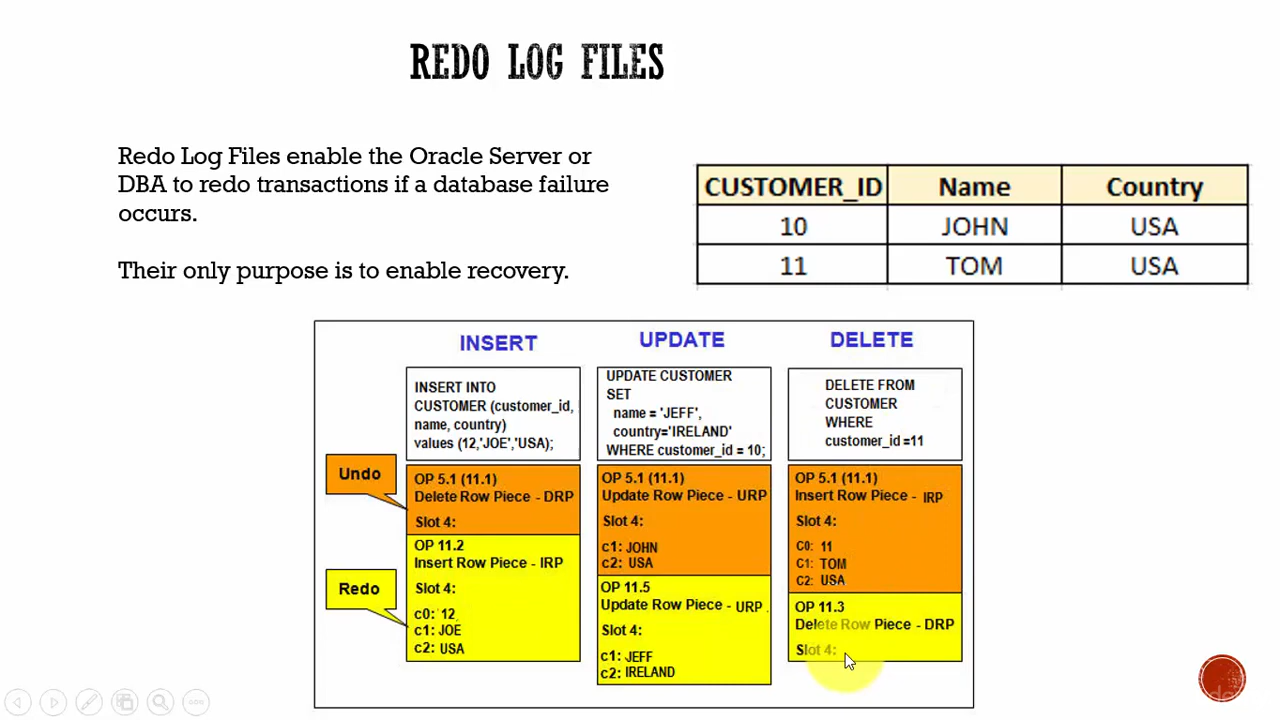 REDO LOG FILES
Redo Log Files enable the Oracle Server or
DBA to redo transactions if a database failure
occurs.
Their only purpose is to enable recovery.
CUSTOMER_ID Name Country
10 JOHN USA
11 TOM USA
INSERT
INSERT INTO
CUSTOMER (customer_id,
name, country)
values (12,'JOE','USA);
Undo
OP 5.1 (11.1)
Delete Row Piece - DRP
Slot 4:
Redo
OP 11.2
Insert Row Piece - IRP
Slot 4:
c0: 12
c1: JOE
c2: USA
UPDATE
UPDATE CUSTOMER
SET
name = 'JEFF',
country='IRELAND'
WHERE customer_id = 10;
OP 5.1 (11.1)
Update Row Piece - URP
Slot 4:
c1: JOHN
c2: USA
OP 11.5
Update Row Piece - URP
Slot 4:
c1: JEFF
c2: IRELAND
DELETE
DELETE FROM
CUSTOMER
WHERE
customer_id =11
OP 5.1 (11.1)
Insert Row Piece - IRP
Slot 4:
C0: 11
C1: TOM
C2: USA
OP 11.3
Delete Row Piece - DRP
Slot 4: